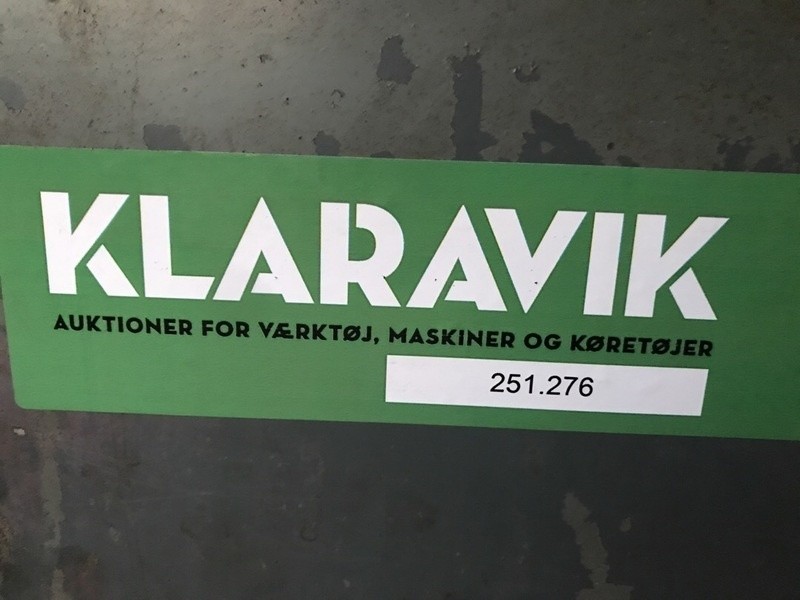 KLARAVIK
AUKTIONER FOR VÆRKTØJ, MASKINER OG KØRETØJER
251.276